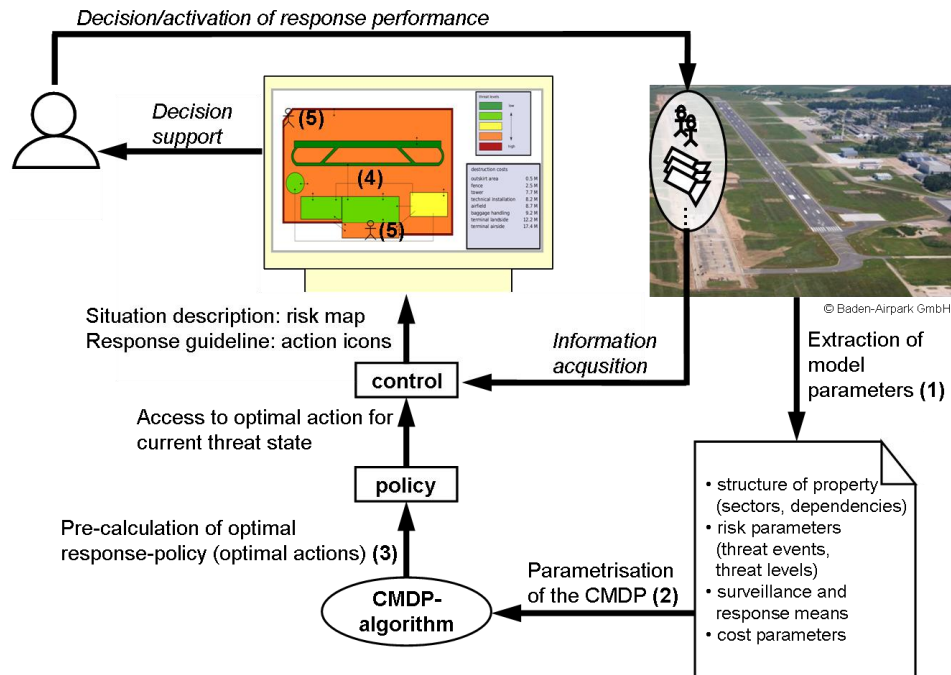 Decision/activation of response performance
Decision
support
(5)
(4)
(5)
threat levels
low
high
destruction costs
outskirt area 0.5 M
fence 2.5 M
tower 7.7 M
technical installation 8.2 M
airfield 8.7 M
baggage handling 9.2 M
terminal landside 12.2 M
terminal airside 17.4 M
© Baden-Airpark GmbH
Situation description: risk map
Response guideline: action icons
Information
acqusition
Extraction of
model
parameters (1)
control
Access to optimal action for
current threat state
policy
Pre-calculation of optimal
response-policy (optimal actions) (3)
CMDP-
algorithm
Parametrisation
of the CMDP (2)
• structure of property
(sectors, dependencies)
• risk parameters
(threat events,
threat levels)
• surveillance and
response means
• cost parameters